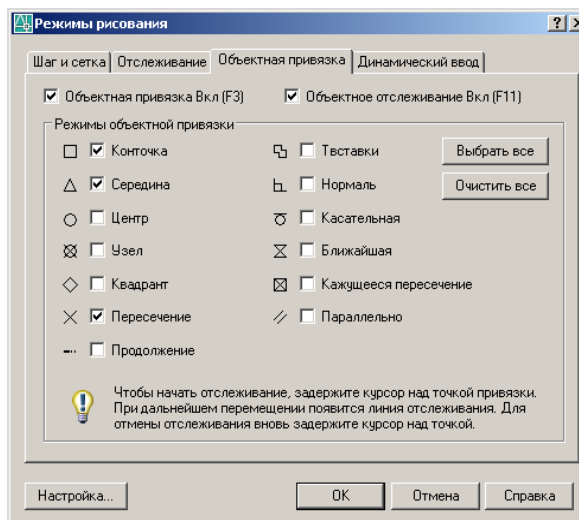 Режимы рисования
Шаг и сетка Отслеживание Объектная привязка Динамический ввод
Объектная привязка Вкл (F3) Объектное отслеживание Вкл (F11)
Режимы объектной привязки
Конточка Твставки Выбрать все
Середина Нормаль Очистить все
Центр Касательная
Узел Ближайшая
Квадрант Кажущееся пересечение
Пересечение Параллельно
Продолжение
Чтобы начать отслеживание, задержите курсор над точкой привязки.
При дальнейшем перемещении появится линия отслеживания. Для
отмены отслеживания вновь задержите курсор над точкой.
Настройка... OK Отмена Справка